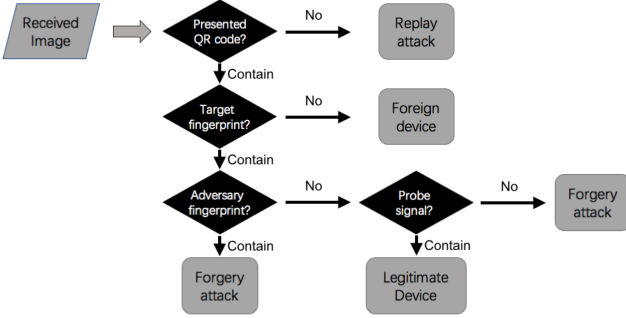 Received
Image
Presented
QR code?
No
Replay
attack
Contain
Target
fingerprint?
No
Foreign
device
Contain
Adversary
fingerprint?
No
Probe
signal?
No
Forgery
attack
Contain
Contain
Forgery
attack
Legitimate
Device